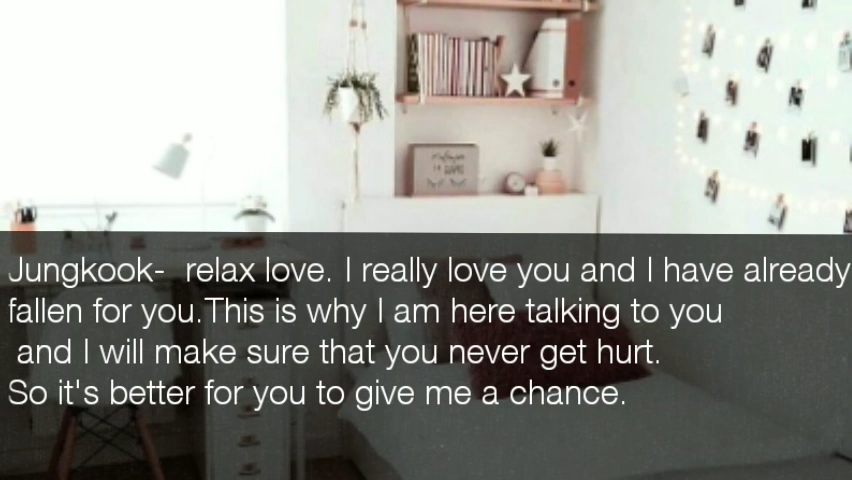 Jungkook-  relax love. I really love you and I have already
fallen for you.This is why I am here talking to you
 and I will make sure that you never get hurt.
So it's better for you to give me a chance.